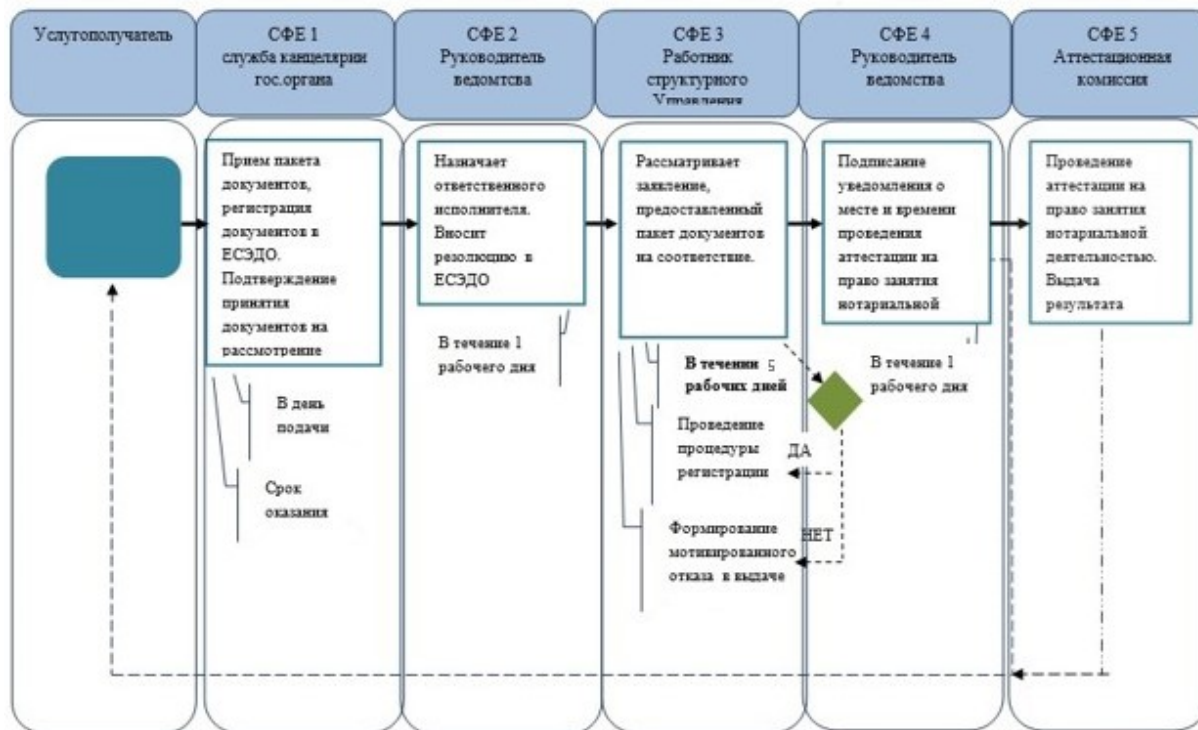 Услугополучатель
СФЕ 1
служба канцелярии
гос.органа
СФЕ 2
Руководитель
ведомтсва
СФЕ 3
Работник
структурного
Управления
СФЕ 4
Руководитель
ведомства
СФЕ 5
Аттестационная
комиссия
Прием пакета
документов,
регистрация
документов в
ЕСЭДО.
Подтверждение
принятия
документов на
рассмотрение
Назначает
ответственного
исполнителя.
Вносит
резолюцию в
ЕСЭДО
Рассматривает
заявление,
предоставленный
пакет документов
на соответствие.
Подписание
уведомления о
месте и времени
проведения
аттестации на
право занятия
нотариальной
Проведение
аттестации на
право занятия
нотариальной
деятельностью.
Выдача
результата
В день
подачи
Срок
оказания
В течение 1
рабочего дня
В течении 5
рабочих дней
Проведение
процедуры
регистрации
ДА
Формирование
мотивированного
отказа в выдаче
НЕТ
В течение 1
рабочего дня